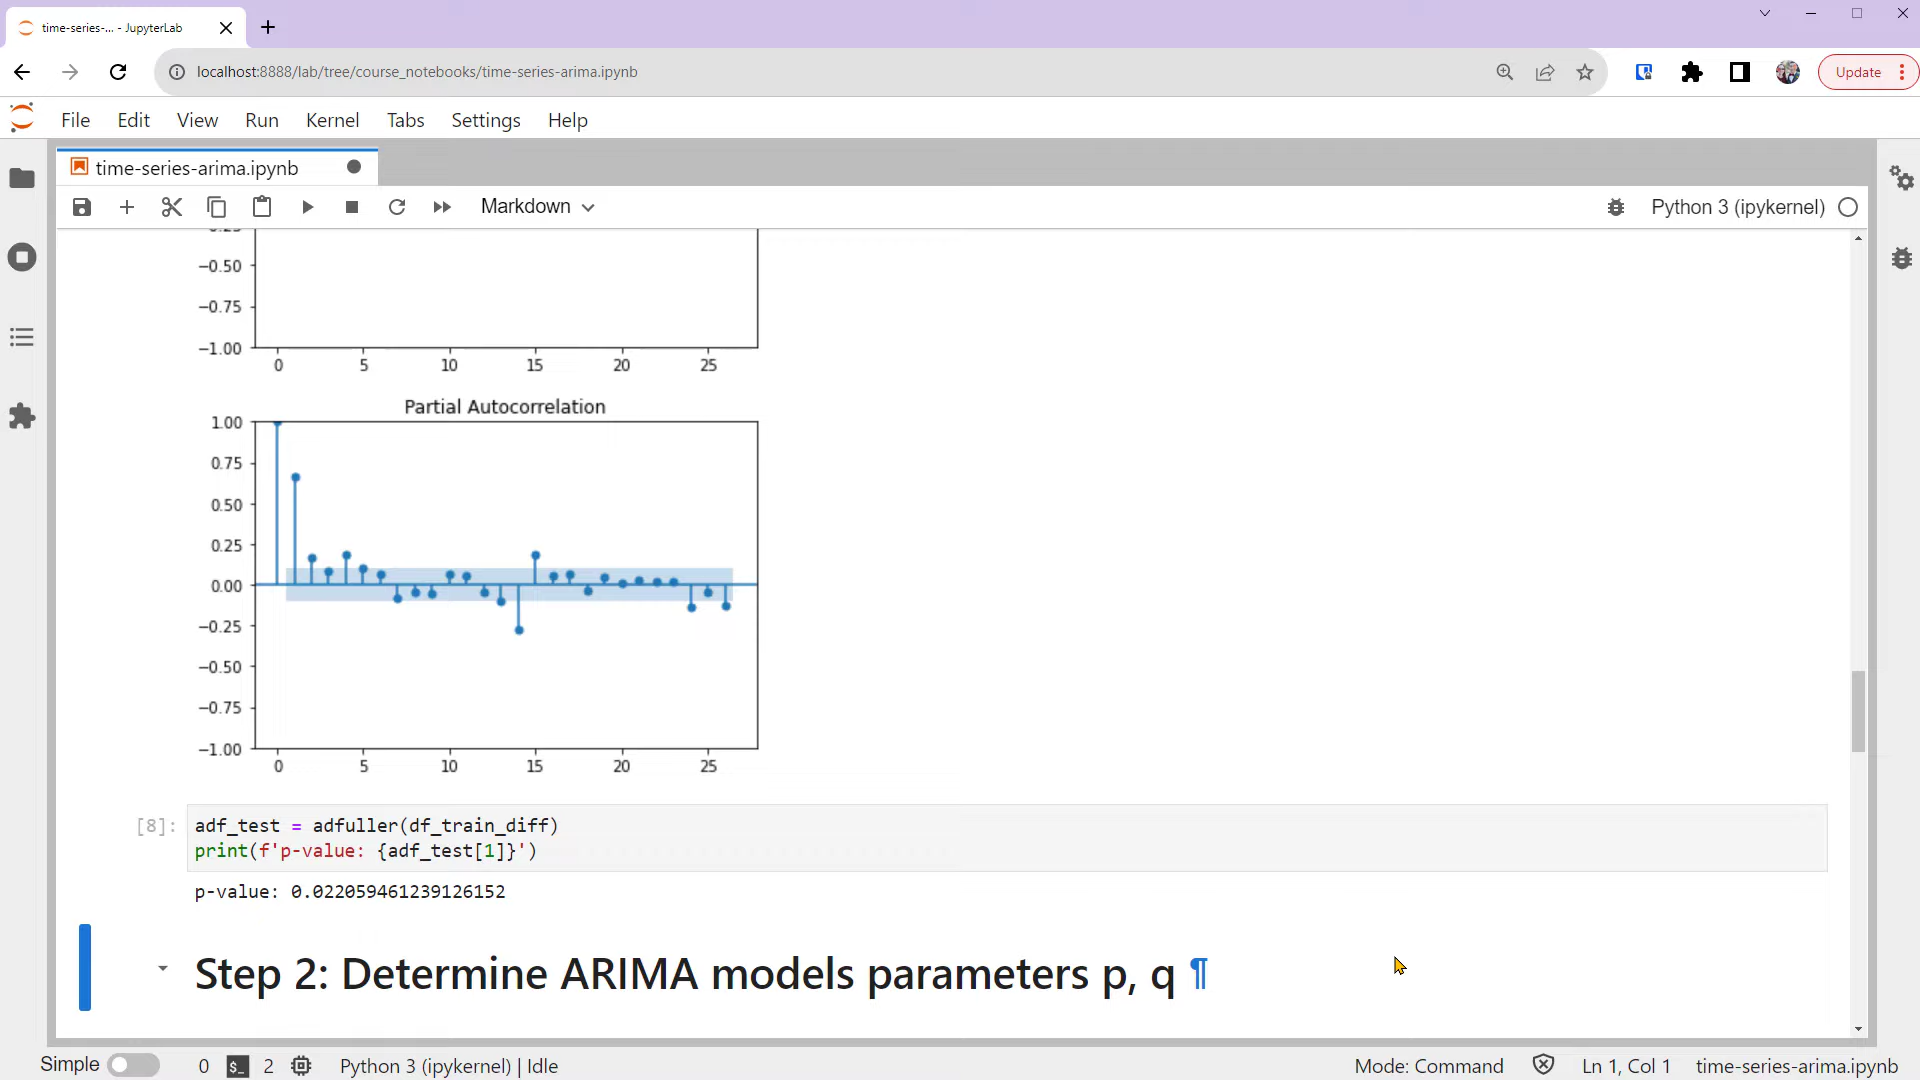 time-series-... - JupyterLab
localhost:8888/lab/tree/course_notebooks/time-series-arima.ipynb
Update
File Edit View Run Kernel Tabs Settings Help
time-series-arima.ipynb
Markdown
Python 3 (ipykernel)
−0.50
−0.75
−1.00
0 5 10 15 20 25
Partial Autocorrelation
1.00
0.75
0.50
0.25
0.00
−0.25
−0.50
−0.75
−1.00
0 5 10 15 20 25
[8]: adf_test = adfuller(df_train_diff)
print(f'p-value: {adf_test[1]}')
p-value: 0.022059461239126152
Step 2: Determine ARIMA models parameters p, q ¶
Simple 0 $_ 2 Python 3 (ipykernel) | Idle Mode: Command Ln 1, Col 1 time-series-arima.ipynb